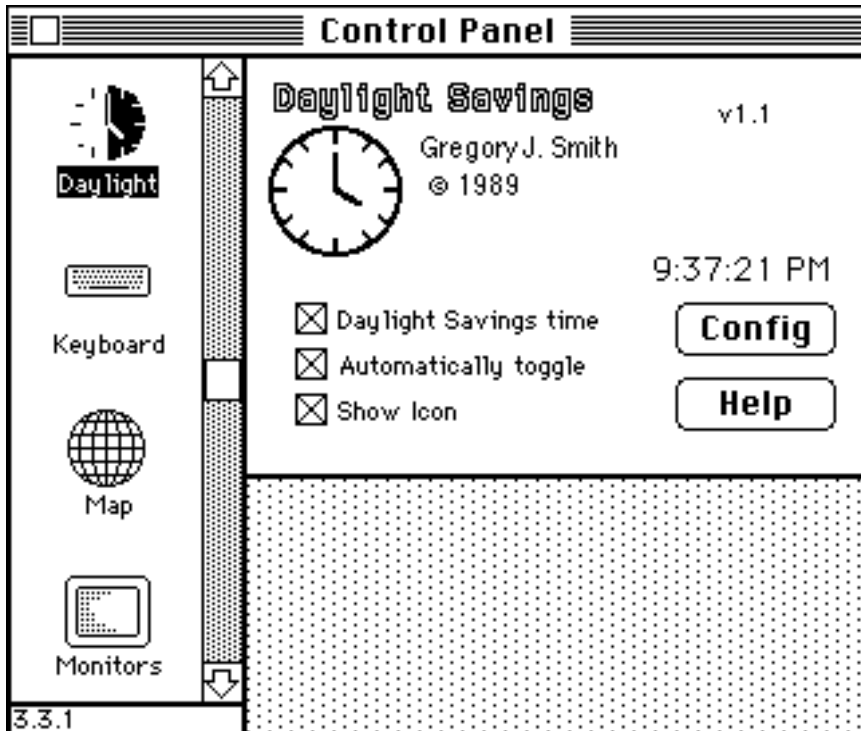 Control Panel
Daylight
Keyboard
Map
Monitors
3.3.1
Daylight Savings
v1.1
Gregory J. Smith
© 1989
9:37:21 PM
Daylight Savings time
Automatically toggle
Show Icon
Config
Help